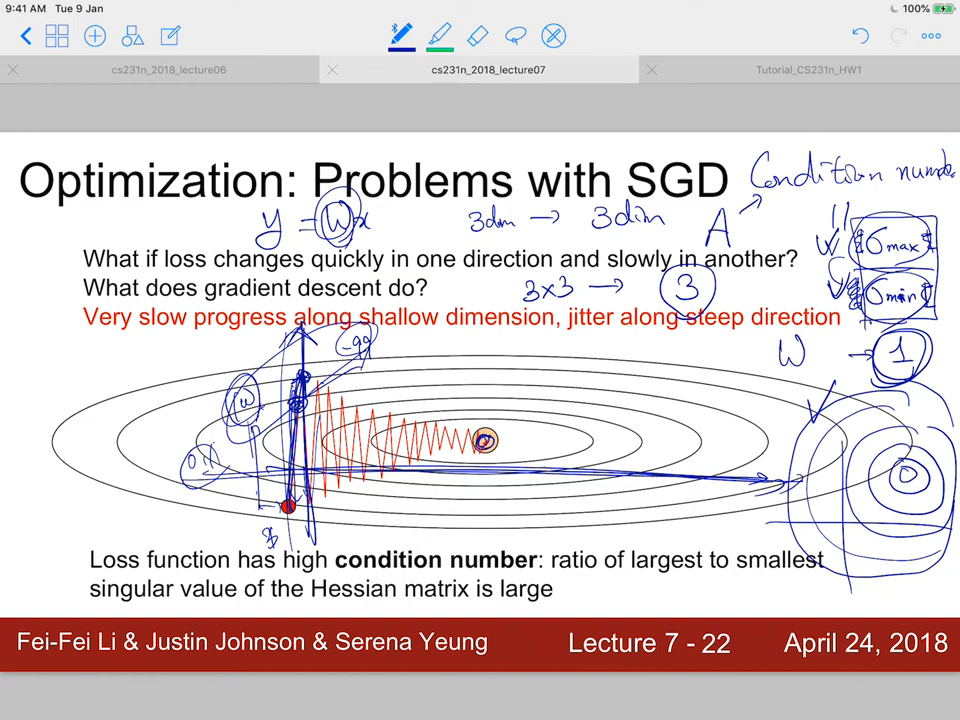 9:41 AM Tue 9 Jan
100%
cs231n_2018_lecture06
cs231n_2018_lecture07
Tutorial_CS231n_HW1
Optimization: Problems with SGD
Condition numbe
y = Wx
3dim → 3dim
A
σmax
σmin
What if loss changes quickly in one direction and slowly in another?
What does gradient descent do?
3x3 → 3
Very slow progress along shallow dimension, jitter along steep direction
W → 1
-99
W
Loss function has high condition number: ratio of largest to smallest
singular value of the Hessian matrix is large
Fei-Fei Li & Justin Johnson & Serena Yeung
Lecture 7 - 22
April 24, 2018